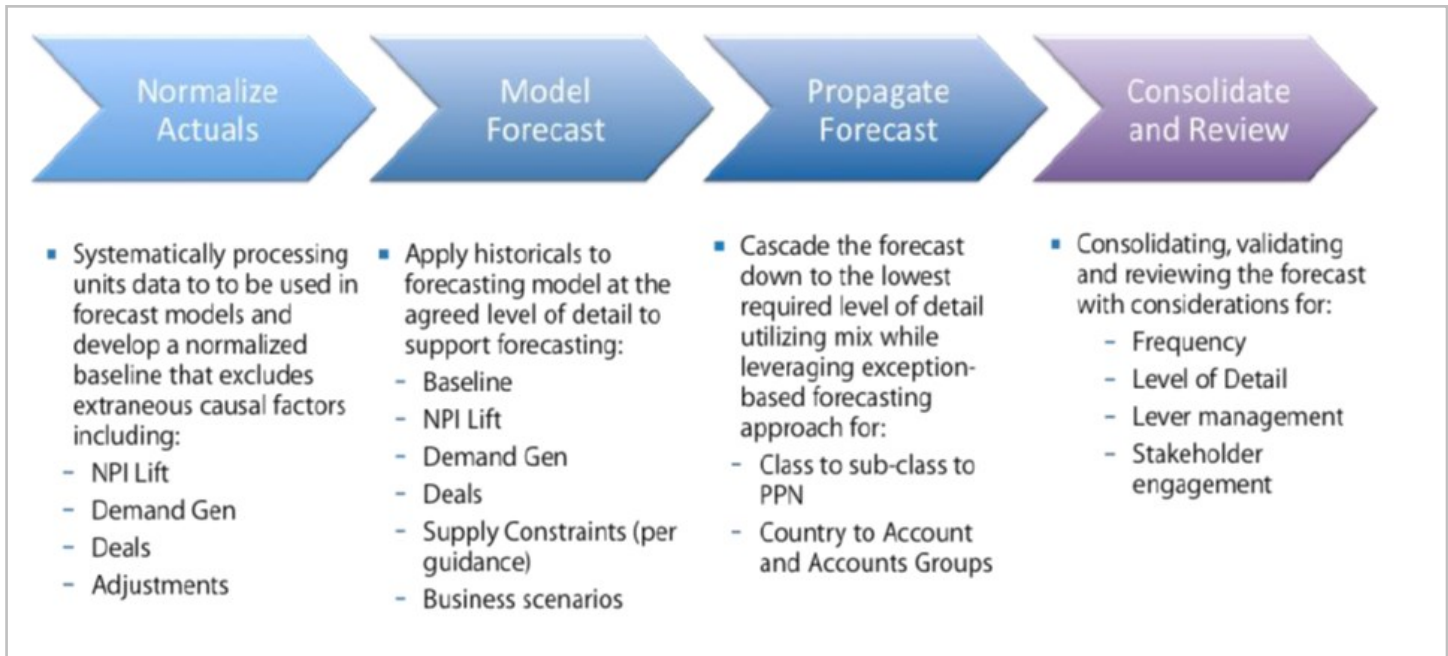 Normalize
Actuals
Model
Forecast
Propagate
Forecast
Consolidate
and Review
▪ Systematically processing
units data to to be used in
forecast models and
develop a normalized
baseline that excludes
extraneous causal factors
including:
– NPI Lift
– Demand Gen
– Deals
– Adjustments
▪ Apply historicals to
forecasting model at the
agreed level of detail to
support forecasting:
– Baseline
– NPI Lift
– Demand Gen
– Deals
– Supply Constraints (per
guidance)
– Business scenarios
▪ Cascade the forecast
down to the lowest
required level of detail
utilizing mix while
leveraging exception-
based forecasting
approach for:
– Class to sub-class to
PPN
– Country to Account
and Accounts Groups
▪ Consolidating, validating
and reviewing the forecast
with considerations for:
– Frequency
– Level of Detail
– Lever management
– Stakeholder
engagement